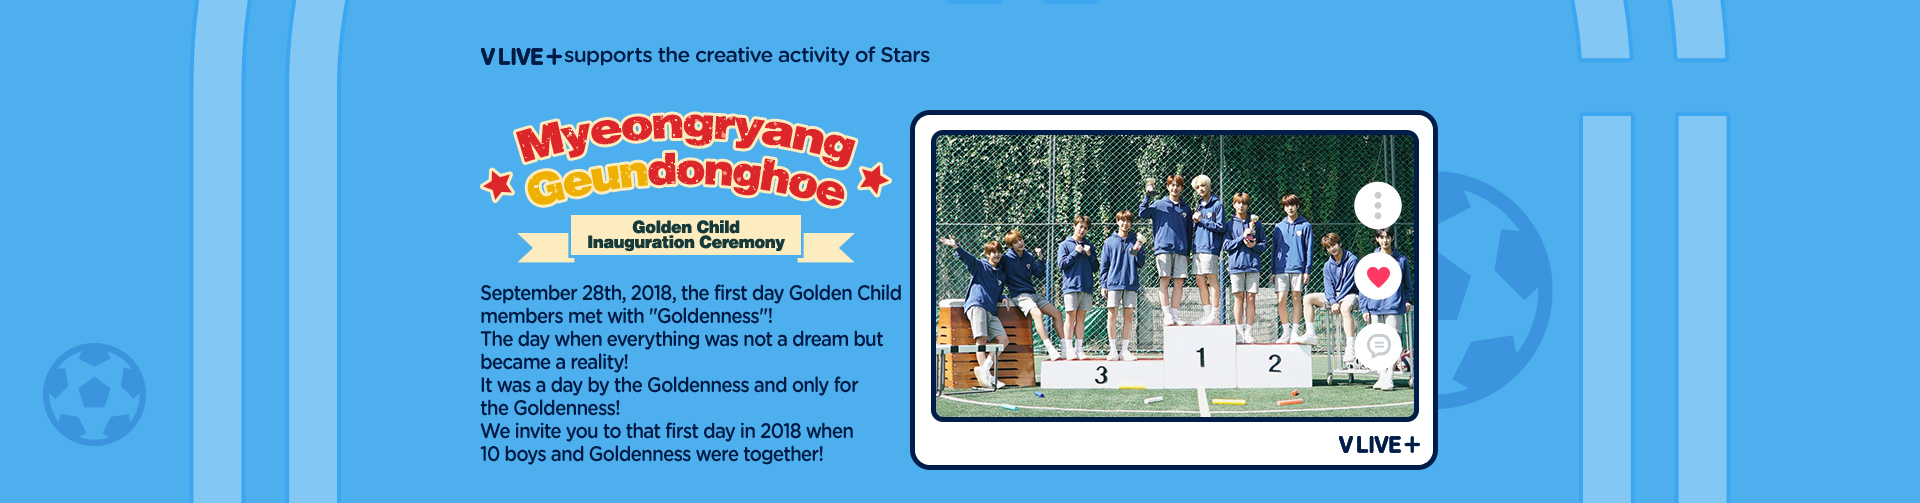 V LIVE+ supports the creative activity of Stars
Myeongryang
Geundonghoe
Golden Child
Inauguration Ceremony
September 28th, 2018, the first day Golden Child
members met with "Goldenness"!
The day when everything was not a dream but
became a reality!
It was a day by the Goldenness and only for
the Goldenness!
We invite you to that first day in 2018 when
10 boys and Goldenness were together!
3
1
2
V LIVE+